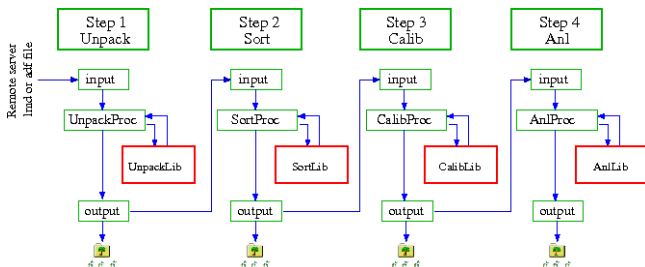 Step 1
Unpack
Step 2
Sort
Step 3
Calib
Step 4
Anl
Remote server
lmd or adf file
input
input
input
input
UnpackProc
SortProc
CalibProc
AnlProc
UnpackLib
SortLib
CalibLib
AnlLib
output
output
output
output